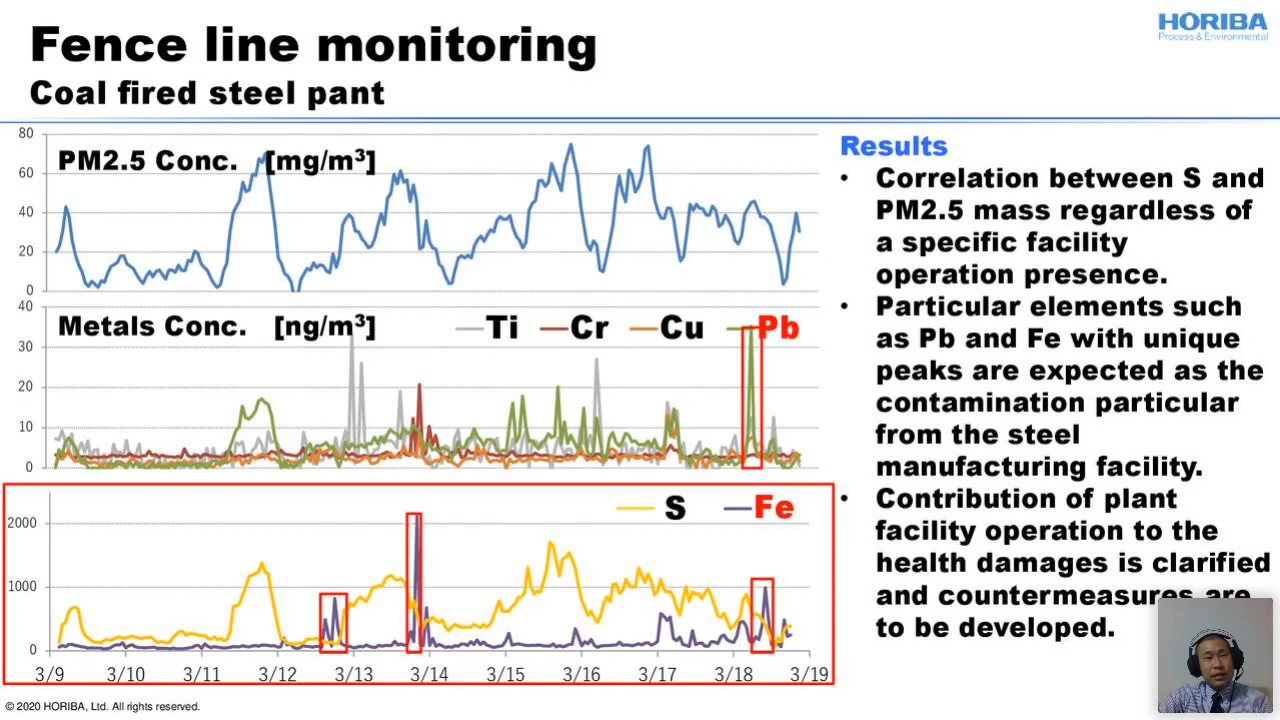 Fence line monitoring
Coal fired steel pant
HORIBA
Process & Environmental
80
PM2.5 Conc. [mg/m³]
60
40
20
0
40
Metals Conc. [ng/m³]
Ti Cr Cu Pb
30
20
10
0
S Fe
2000
1000
0
3/9 3/10 3/11 3/12 3/13 3/14 3/15 3/16 3/17 3/18 3/19
Results
• Correlation between S and
PM2.5 mass regardless of
a specific facility
operation presence.
• Particular elements such
as Pb and Fe with unique
peaks are expected as the
contamination particular
from the steel
manufacturing facility.
• Contribution of plant
facility operation to the
health damages is clarified
and countermeasures are
to be developed.
© 2020 HORIBA, Ltd. All rights reserved.